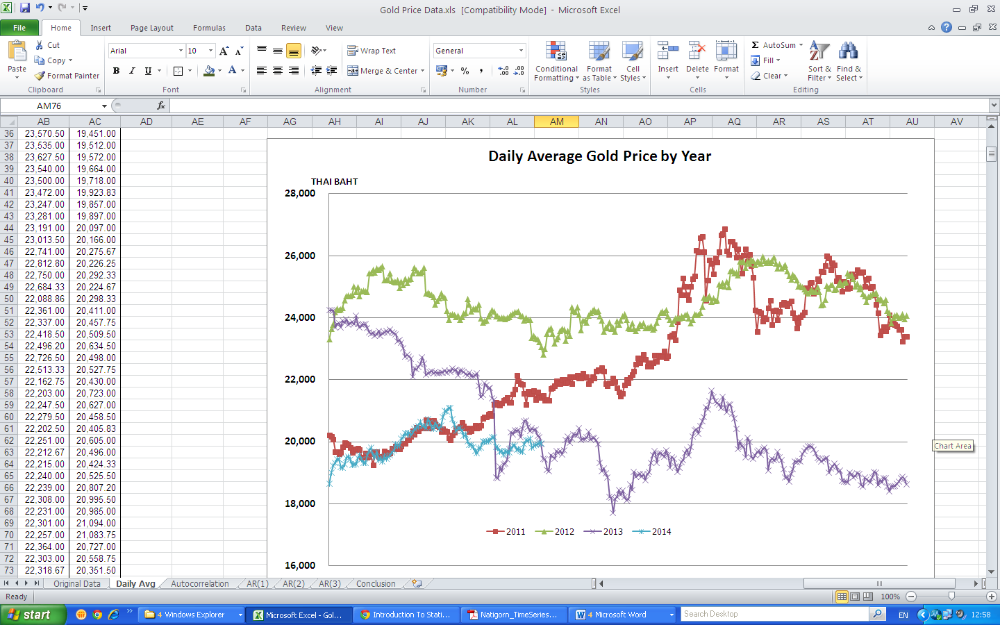 Gold Price Data.xls [Compatibility Mode] - Microsoft Excel
File Home Insert Page Layout Formulas Data Review View
Paste Cut Copy Format Painter Clipboard
Arial 10 B I U Font
Wrap Text Merge & Center Alignment
General % , Number
Conditional Formatting Format as Table Cell Styles Styles
Insert Delete Format Cells
AutoSum Fill Clear Sort & Filter Find & Select Editing
AM76 fx
AB AC AD AE AF AG AH AI AJ AK AL AM AN AO AP AQ AR AS AT AU AV
36 23,570.50 19,451.00
37 23,535.00 19,512.00
38 23,627.50 19,572.00
39 23,540.00 19,664.00
40 23,500.00 19,718.00
41 23,472.00 19,923.83
42 23,247.00 19,857.00
43 23,281.00 19,897.00
44 23,191.00 20,097.00
45 23,013.50 20,166.00
46 22,741.00 20,275.67
47 22,812.80 20,226.25
48 22,750.00 20,292.33
49 22,684.33 20,224.67
50 22,088.86 20,298.33
51 22,361.00 20,411.00
52 22,337.00 20,457.75
53 22,418.50 20,509.50
54 22,496.20 20,634.50
55 22,726.50 20,498.00
56 22,513.33 20,527.75
57 22,162.75 20,430.00
58 22,203.00 20,723.00
59 22,247.50 20,627.00
60 22,279.50 20,458.50
61 22,202.50 20,405.83
62 22,251.00 20,605.00
63 22,212.67 20,496.00
64 22,215.00 20,424.33
65 22,240.00 20,525.50
66 22,239.00 20,807.20
67 22,308.00 20,995.50
68 22,231.00 20,985.00
69 22,301.00 21,094.00
70 22,257.00 21,083.75
71 22,364.00 20,727.00
72 22,303.00 20,558.75
73 22,318.67 20,351.50
Daily Average Gold Price by Year
THAI BAHT
28,000
26,000
24,000
22,000
20,000
18,000
16,000
2011 2012 2013 2014
Chart Area
Original Data Daily Avg Autocorrelation AR(1) AR(2) AR(3) Conclusion
Ready 100%
start 4 Windows Explorer Microsoft Excel - Gol... Introduction To Stati... Natigorn_TimeSeries... 4 Microsoft Word Search Desktop EN 12:58